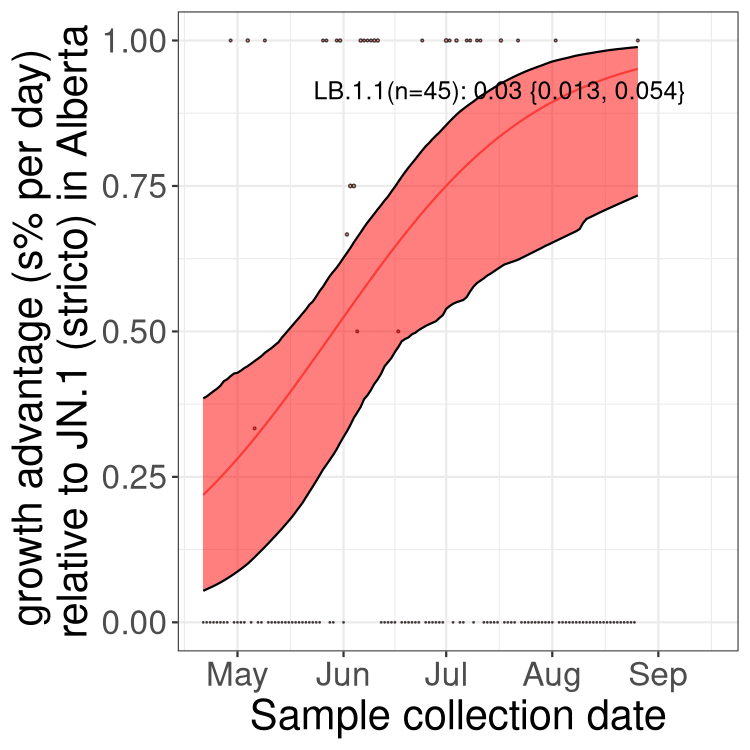 growth advantage (s% per day)
relative to JN.1 (stricto) in Alberta
1.00
0.75
0.50
0.25
0.00
LB.1.1(n=45): 0.03 {0.013, 0.054}
May Jun Jul Aug Sep
Sample collection date